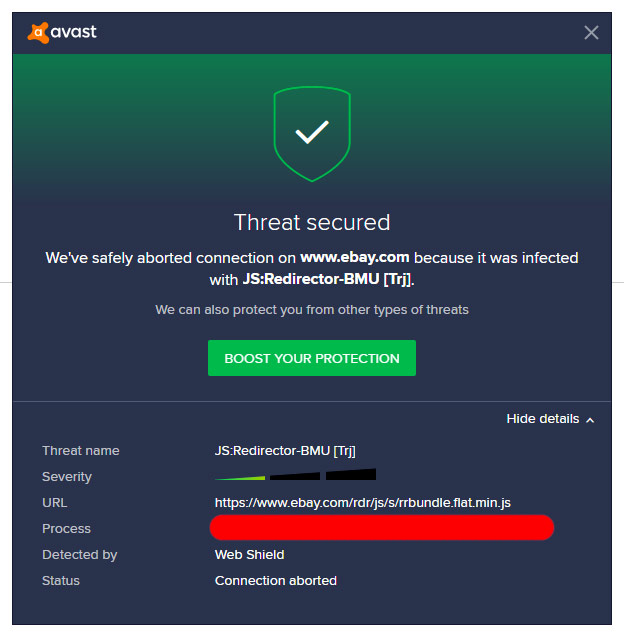 avast
Threat secured
We've safely aborted connection on www.ebay.com because it was infected
with JS:Redirector-BMU [Trj].
We can also protect you from other types of threats
BOOST YOUR PROTECTION
Hide details
Threat name JS:Redirector-BMU [Trj]
Severity
URL https://www.ebay.com/rdr/js/s/rrbundle.flat.min.js
Process
Detected by Web Shield
Status Connection aborted